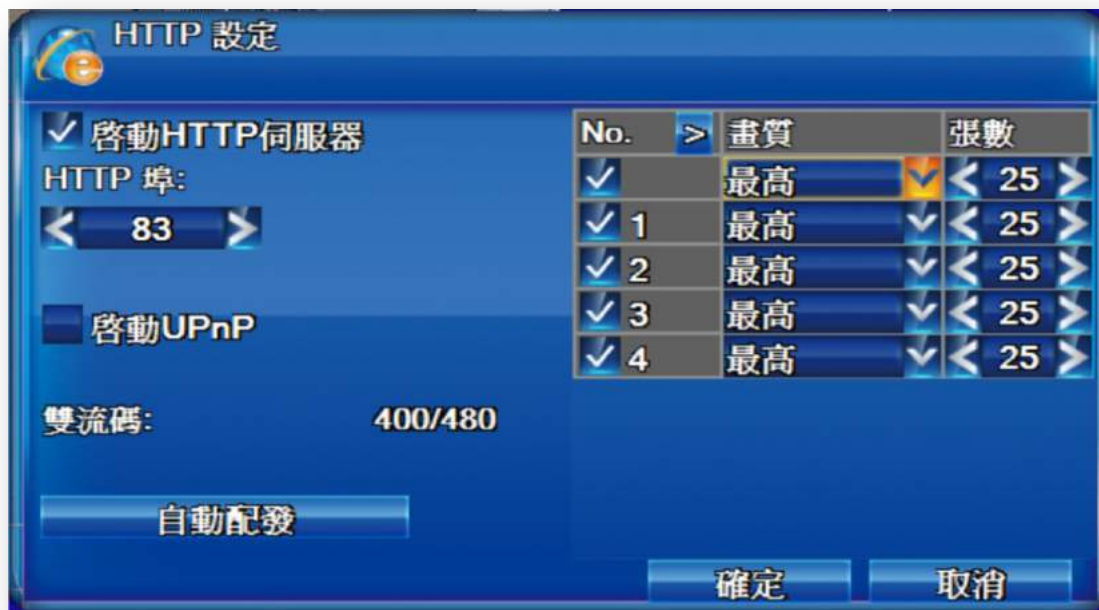 HTTP 設定
啓動HTTP伺服器
HTTP 埠:
83
啓動UPnP
雙流碼: 400/480
自動配發
No. > 畫質 張數
最高 25
1 最高 25
2 最高 25
3 最高 25
4 最高 25
確定 取消